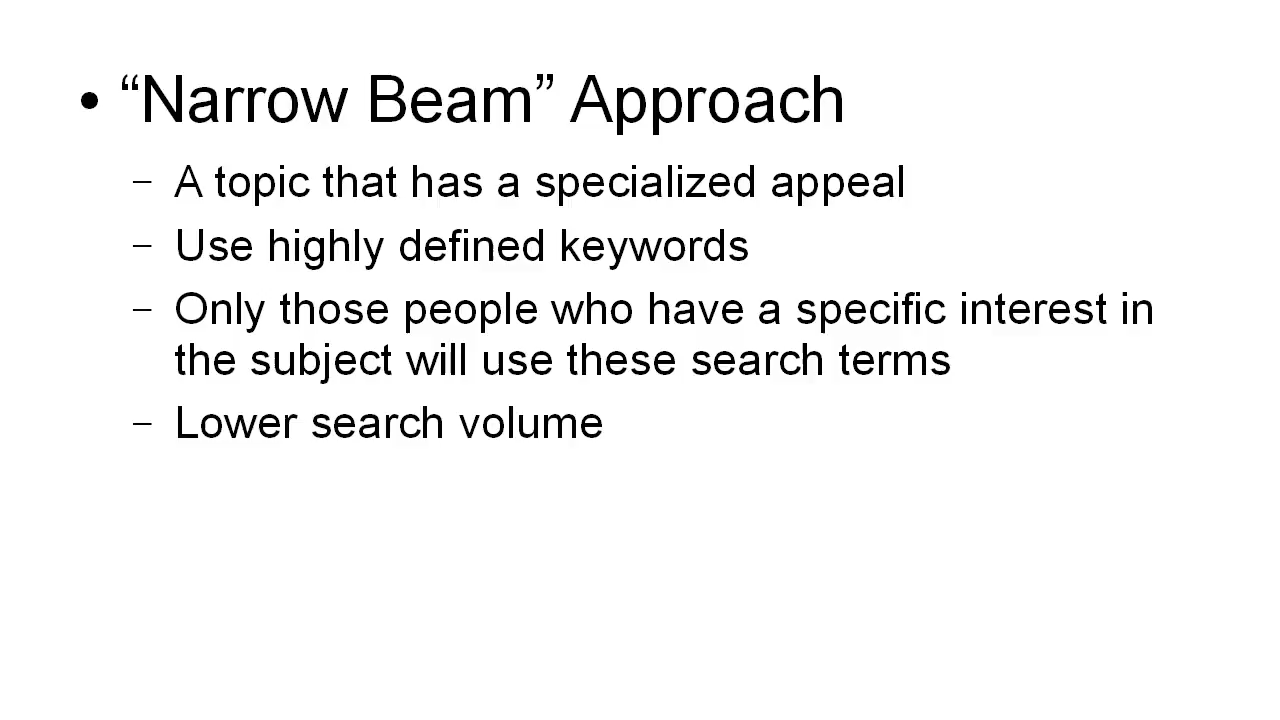 • “Narrow Beam” Approach
– A topic that has a specialized appeal
– Use highly defined keywords
– Only those people who have a specific interest in
the subject will use these search terms
– Lower search volume